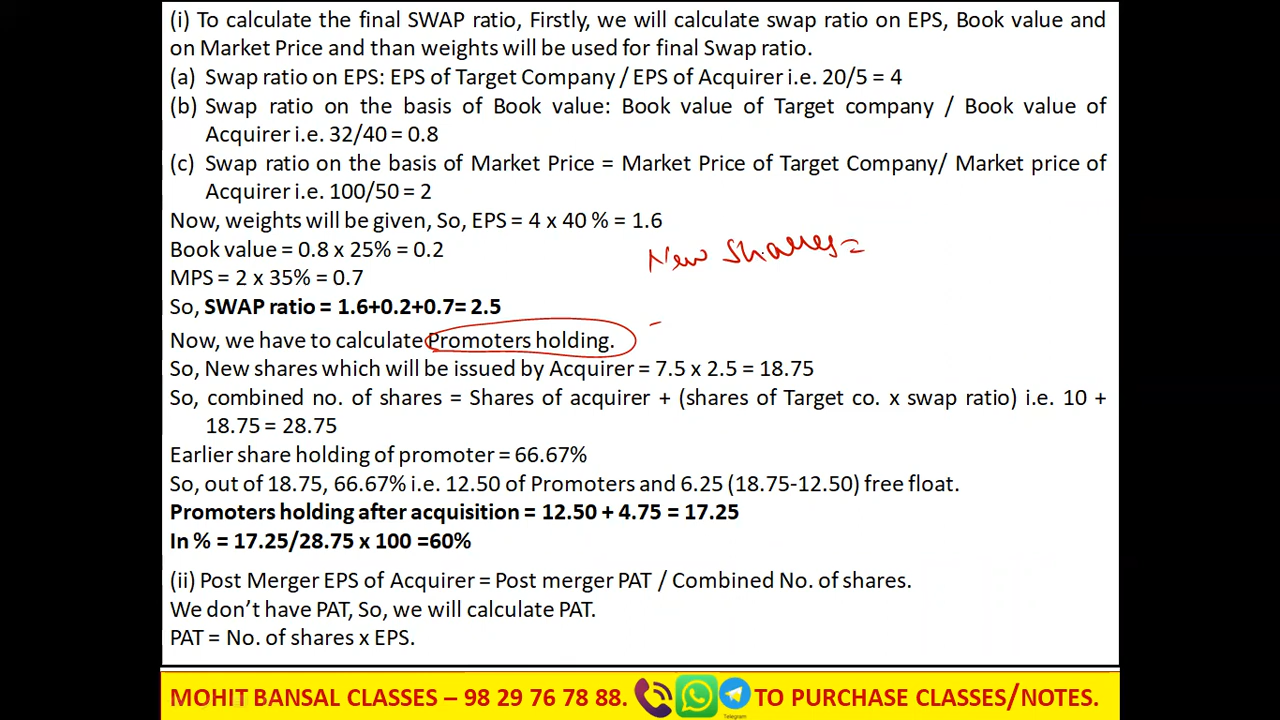 (i) To calculate the final SWAP ratio, Firstly, we will calculate swap ratio on EPS, Book value and
on Market Price and than weights will be used for final Swap ratio.
(a) Swap ratio on EPS: EPS of Target Company / EPS of Acquirer i.e. 20/5 = 4
(b) Swap ratio on the basis of Book value: Book value of Target company / Book value of
Acquirer i.e. 32/40 = 0.8
(c) Swap ratio on the basis of Market Price = Market Price of Target Company/ Market price of
Acquirer i.e. 100/50 = 2
Now, weights will be given, So, EPS = 4 x 40 % = 1.6
Book value = 0.8 x 25% = 0.2
New Shares =
MPS = 2 x 35% = 0.7
So, SWAP ratio = 1.6+0.2+0.7= 2.5
Now, we have to calculate Promoters holding.
So, New shares which will be issued by Acquirer = 7.5 x 2.5 = 18.75
So, combined no. of shares = Shares of acquirer + (shares of Target co. x swap ratio) i.e. 10 +
18.75 = 28.75
Earlier share holding of promoter = 66.67%
So, out of 18.75, 66.67% i.e. 12.50 of Promoters and 6.25 (18.75-12.50) free float.
Promoters holding after acquisition = 12.50 + 4.75 = 17.25
In % = 17.25/28.75 x 100 =60%
(ii) Post Merger EPS of Acquirer = Post merger PAT / Combined No. of shares.
We don't have PAT, So, we will calculate PAT.
PAT = No. of shares x EPS.
MOHIT BANSAL CLASSES – 98 29 76 78 88. TO PURCHASE CLASSES/NOTES.
Telegram